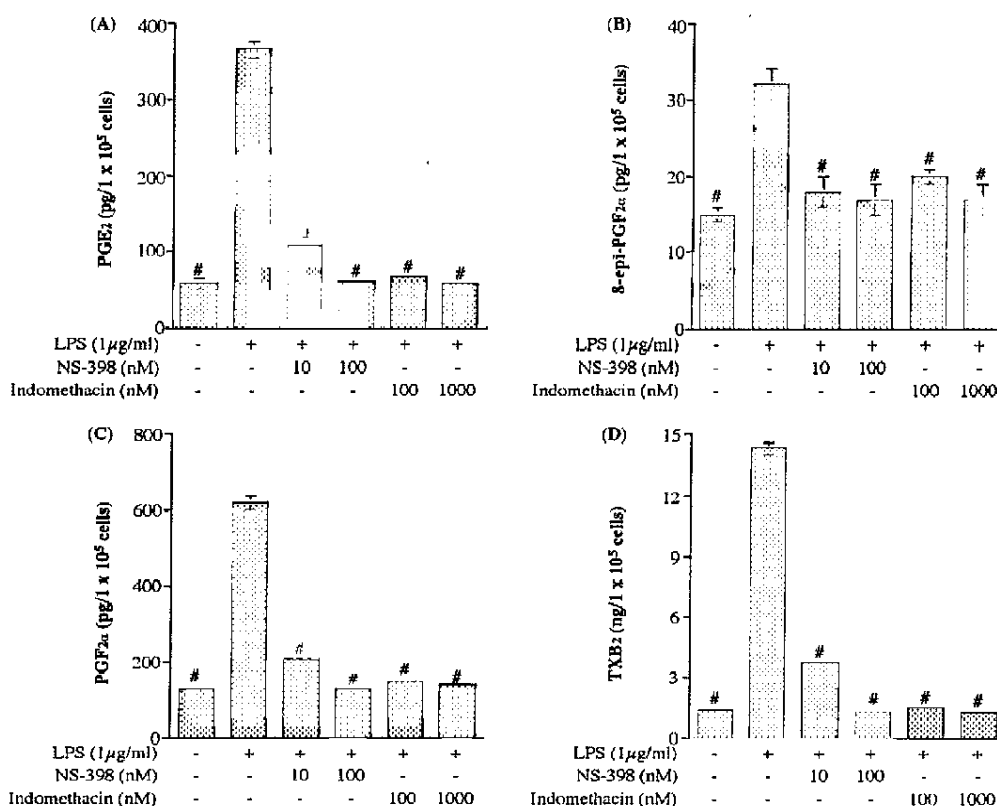 (A)
400
300
200
100
0
PGE2 (pg/1 x 10⁵ cells)
# # # #
LPS (1μg/ml) - + + + + +
NS-398 (nM) - - 10 100 - -
Indomethacin (nM) - - - - 100 1000
(B)
40
30
20
10
0
8-epi-PGF2α (pg/1 x 10⁵ cells)
# # # # #
LPS (1μg/ml) - + + + + +
NS-398 (nM) - - 10 100 - -
Indomethacin (nM) - - - - 100 1000
(C)
800
600
400
200
0
PGF2α (pg/1 x 10⁵ cells)
# # # # #
LPS (1μg/ml) - + + + + +
NS-398 (nM) - - 10 100 - -
Indomethacin (nM) - - - - 100 1000
(D)
15
12
9
6
3
0
TXB2 (ng/1 x 10⁵ cells)
# # # # #
LPS (1μg/ml) - + + + + +
NS-398 (nM) - - 10 100 - -
Indomethacin (nM) - - - - 100 1000